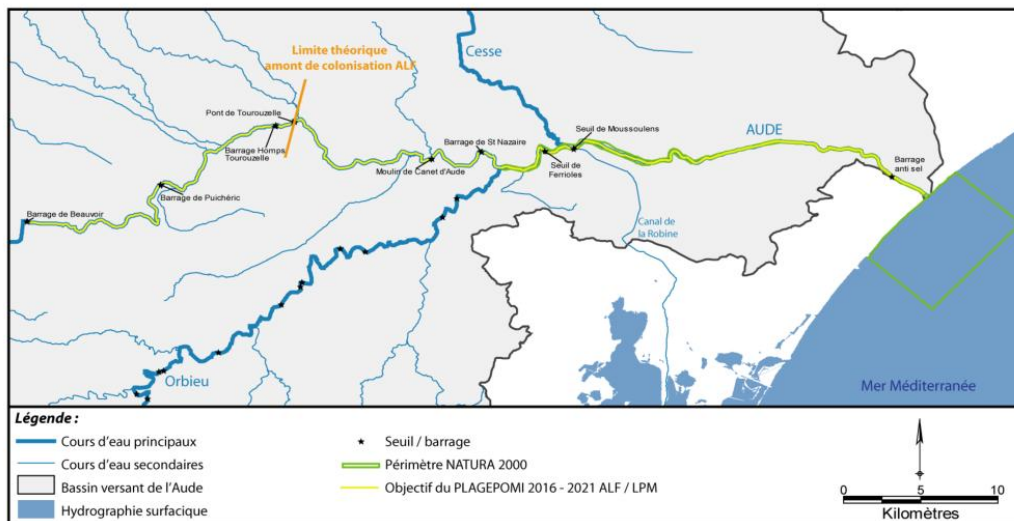 Limite théorique
amont de colonisation ALF
Cesse
Pont de Tourouzelle
Barrage Homps
Tourouzelle
Barrage de St Nazaire
Seuil de Moussoulens
AUDE
Moulin de Canet d'Aude
Seuil de
Ferrioles
Barrage
anti sel
Barrage de Puichéric
Barrage de Beauvoir
Canal de
la Robine
Orbieu
Mer Méditerranée
Légende :
Cours d'eau principaux
Cours d'eau secondaires
Bassin versant de l'Aude
Hydrographie surfacique
Seuil / barrage
Périmètre NATURA 2000
Objectif du PLAGEPOMI 2016 - 2021 ALF / LPM
0 5 10
Kilomètres